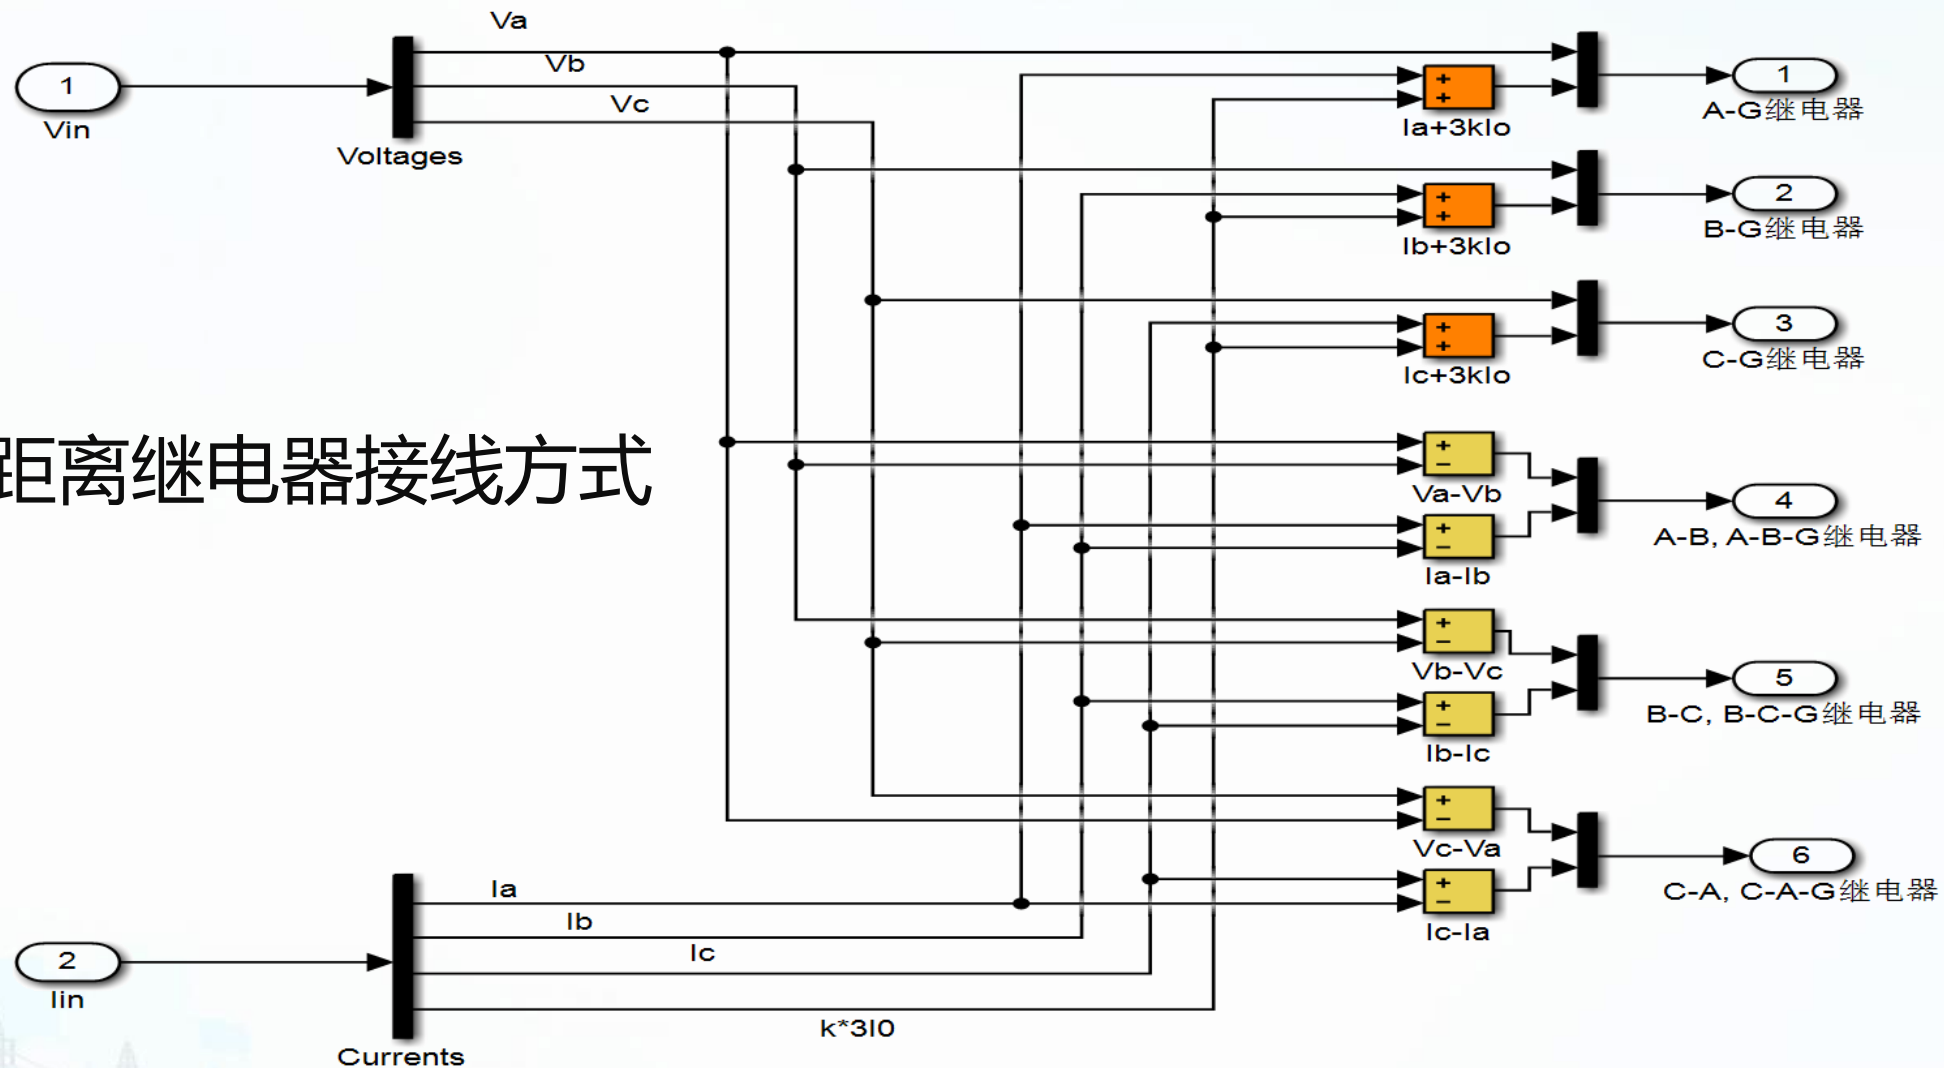 Va
Vb
Vc
1
Vin
Voltages
+
+
Ia+3kIo
1
A-G继电器
+
+
Ib+3kIo
2
B-G继电器
+
+
Ic+3kIo
3
C-G继电器
距离继电器接线方式
+
−
Va-Vb
+
−
Ia-Ib
4
A-B, A-B-G继电器
+
−
Vb-Vc
+
−
Ib-Ic
5
B-C, B-C-G继电器
+
−
Vc-Va
+
−
Ic-Ia
6
C-A, C-A-G继电器
Ia
Ib
Ic
k*3I0
2
Iin
Currents